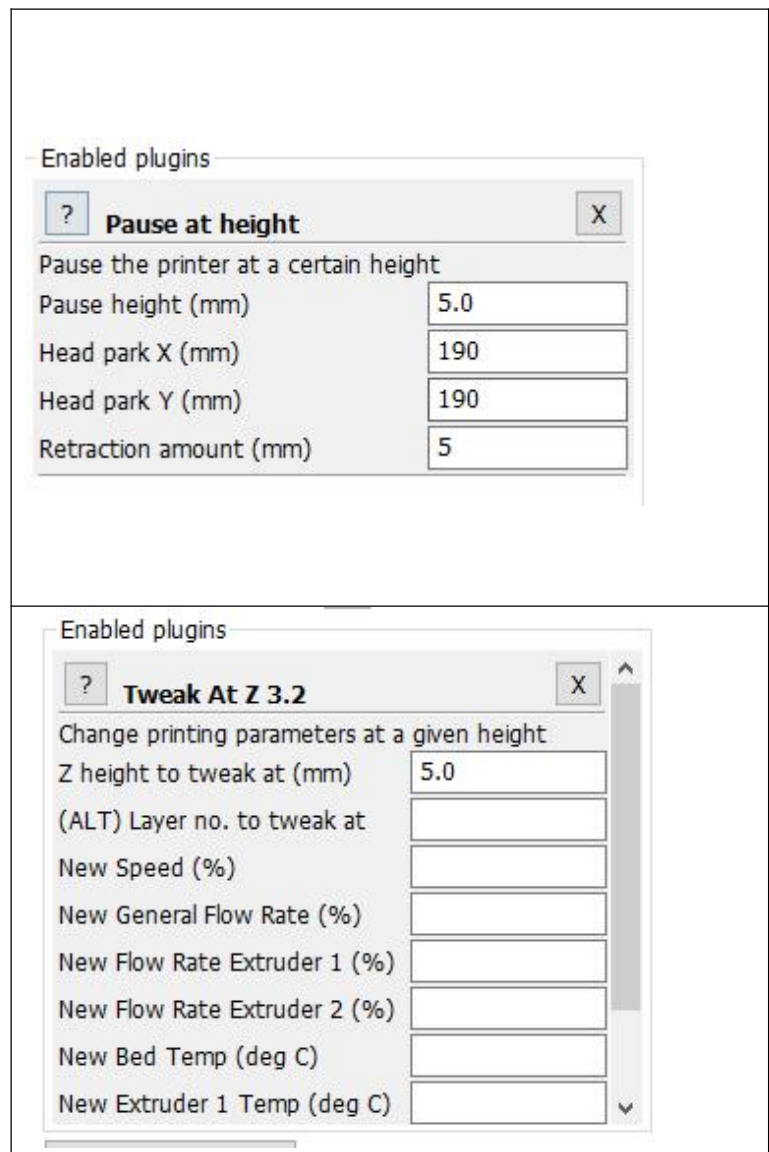 Enabled plugins
? Pause at height X
Pause the printer at a certain height
Pause height (mm) 5.0
Head park X (mm) 190
Head park Y (mm) 190
Retraction amount (mm) 5
Enabled plugins
? Tweak At Z 3.2 X
Change printing parameters at a given height
Z height to tweak at (mm) 5.0
(ALT) Layer no. to tweak at
New Speed (%)
New General Flow Rate (%)
New Flow Rate Extruder 1 (%)
New Flow Rate Extruder 2 (%)
New Bed Temp (deg C)
New Extruder 1 Temp (deg C)